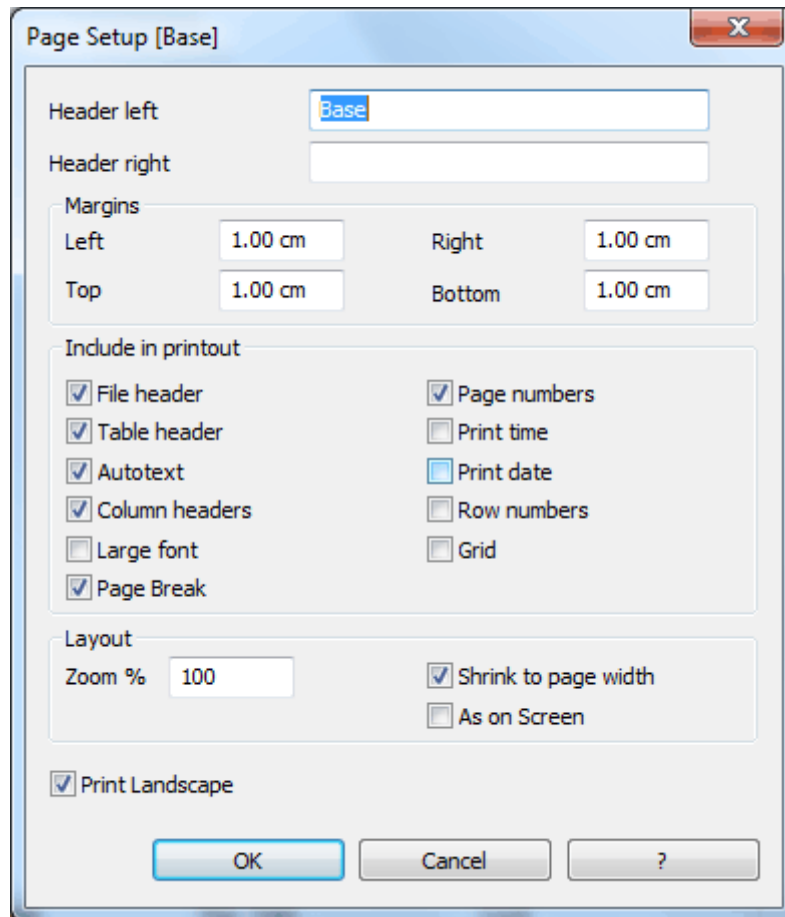 Page Setup [Base]
Header left Base
Header right
Margins
Left 1.00 cm Right 1.00 cm
Top 1.00 cm Bottom 1.00 cm
Include in printout
File header Page numbers
Table header Print time
Autotext Print date
Column headers Row numbers
Large font Grid
Page Break
Layout
Zoom % 100 Shrink to page width
As on Screen
Print Landscape
OK Cancel ?